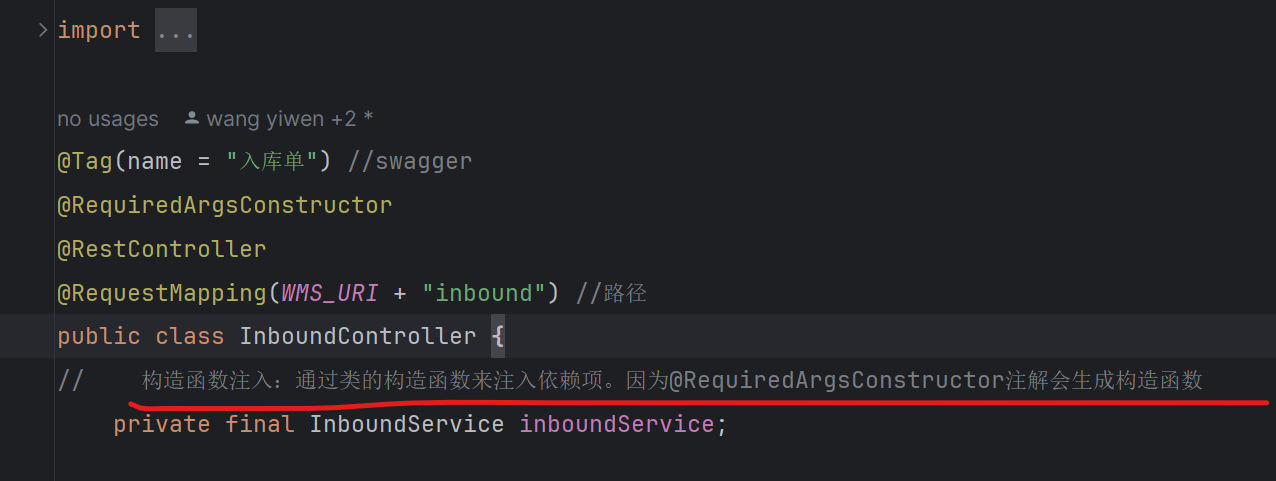 import ...
no usages wang yiwen +2 *
@Tag(name = "入库单") //swagger
@RequiredArgsConstructor
@RestController
@RequestMapping(WMS_URI + "inbound") //路径
public class InboundController {
// 构造函数注入：通过类的构造函数来注入依赖项。因为@RequiredArgsConstructor注解会生成构造函数
private final InboundService inboundService;